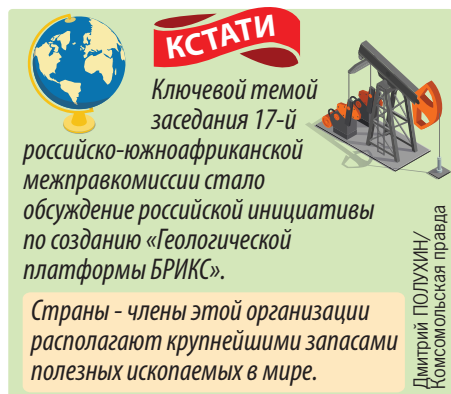 КСТАТИ
Ключевой темой
заседания 17-й
российско-южноафриканской
межправкомиссии стало
обсуждение российской инициативы
по созданию «Геологической
платформы БРИКС».
Страны - члены этой организации
располагают крупнейшими запасами
полезных ископаемых в мире.
Дмитрий ПОЛУХИН/
Комсомольская правда